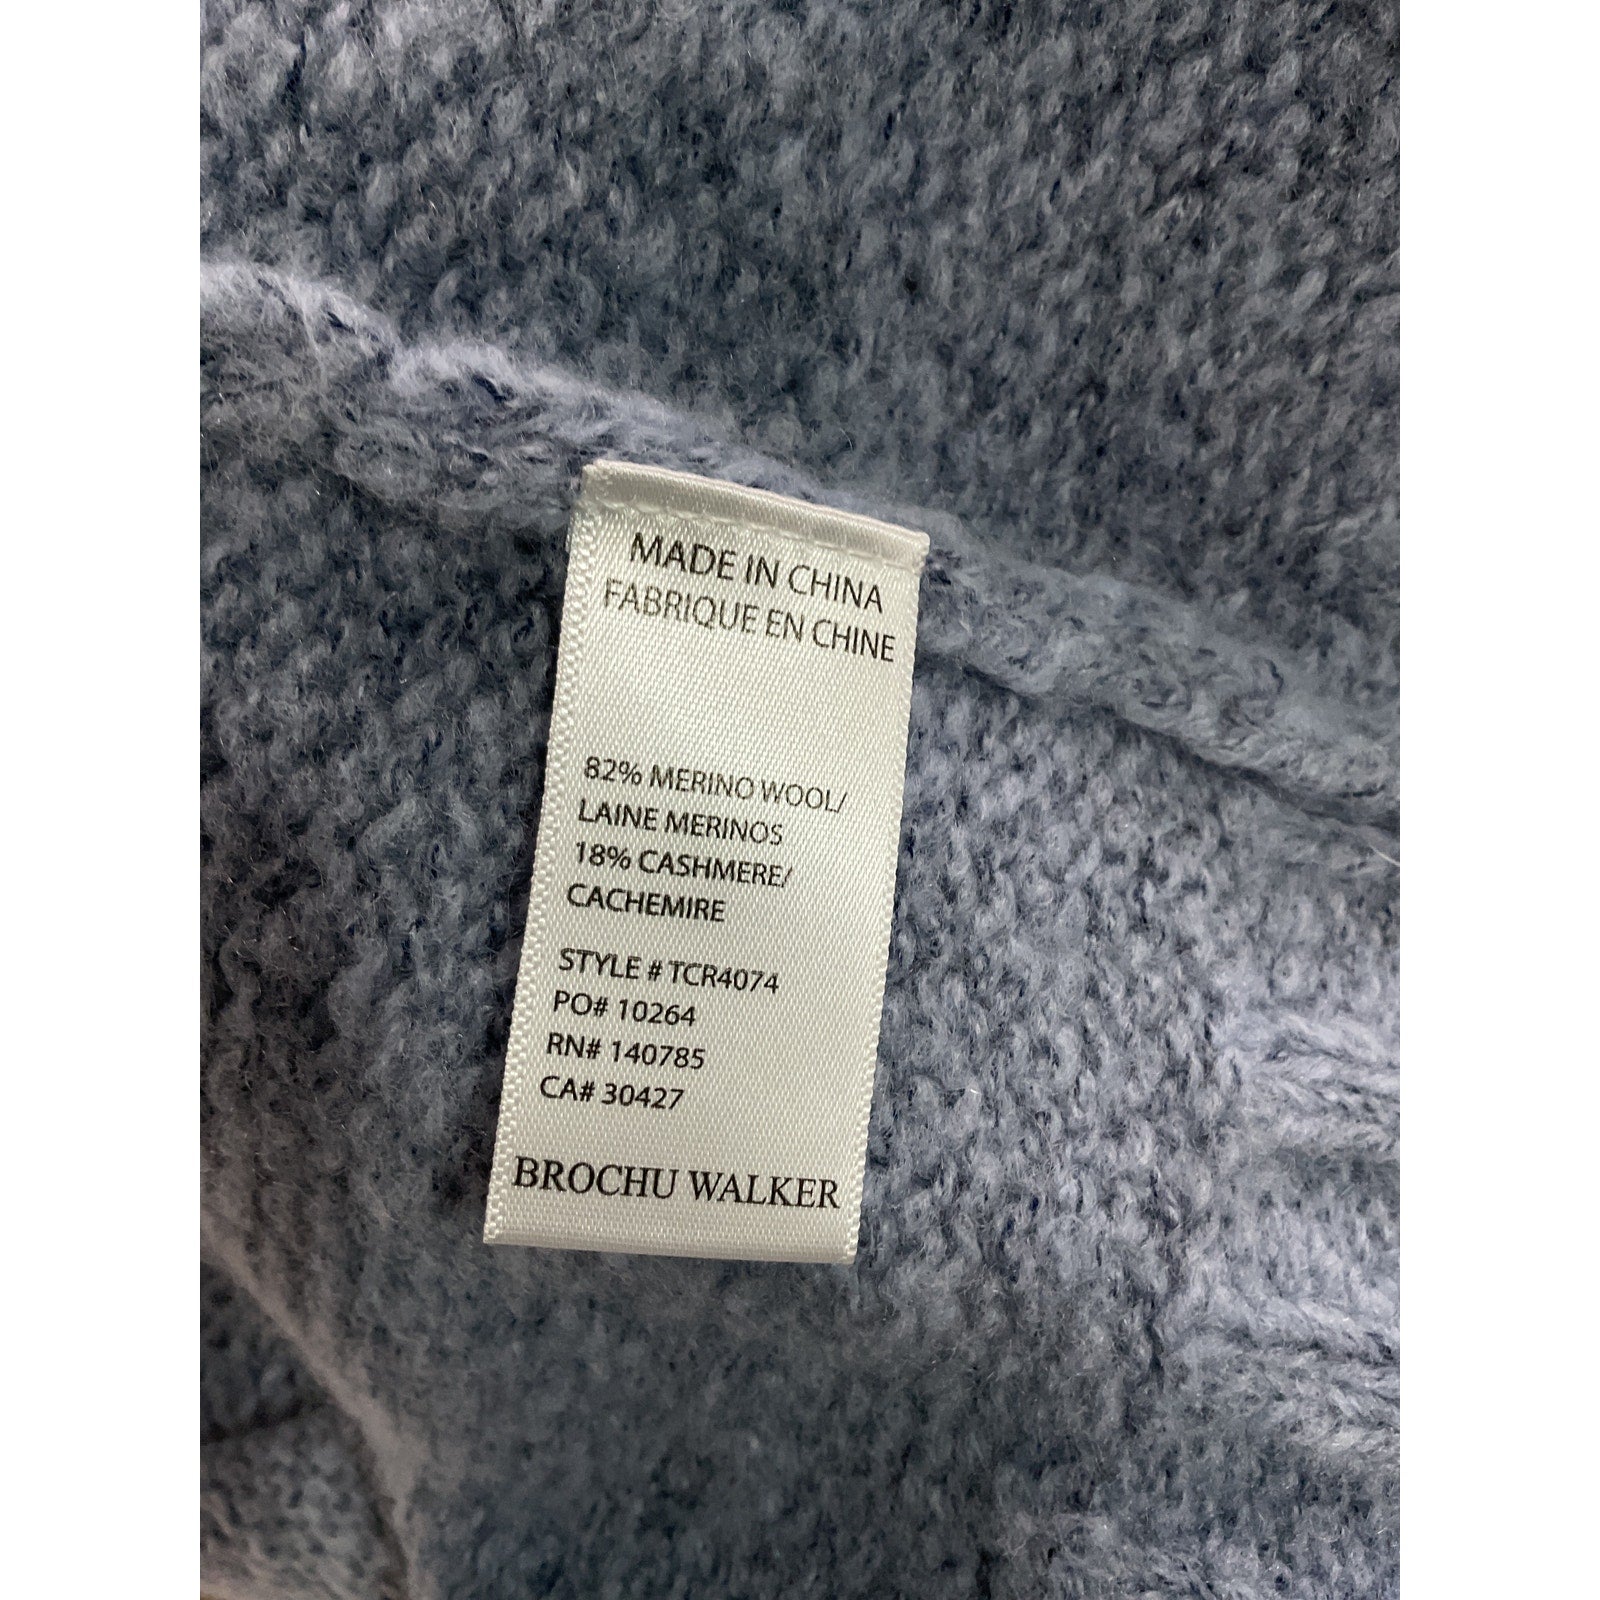 MADE IN CHINA
FABRIQUE EN CHINE
82% MERINO WOOL/
LAINE MERINOS
18% CASHMERE/
CACHEMIRE
STYLE # TCR4074
PO# 10264
RN# 140785
CA# 30427
BROCHU WALKER